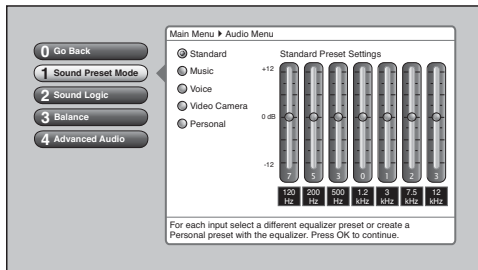 Main Menu ▶ Audio Menu
0 Go Back
1 Sound Preset Mode
2 Sound Logic
3 Balance
4 Advanced Audio
Standard
Music
Voice
Video Camera
Personal
Standard Preset Settings
+12
0 dB
-12
7 5 3 0 1 2 3
120 Hz 200 Hz 500 Hz 1.2 kHz 3 kHz 7.5 kHz 12 kHz
For each input select a different equalizer preset or create a
Personal preset with the equalizer. Press OK to continue.